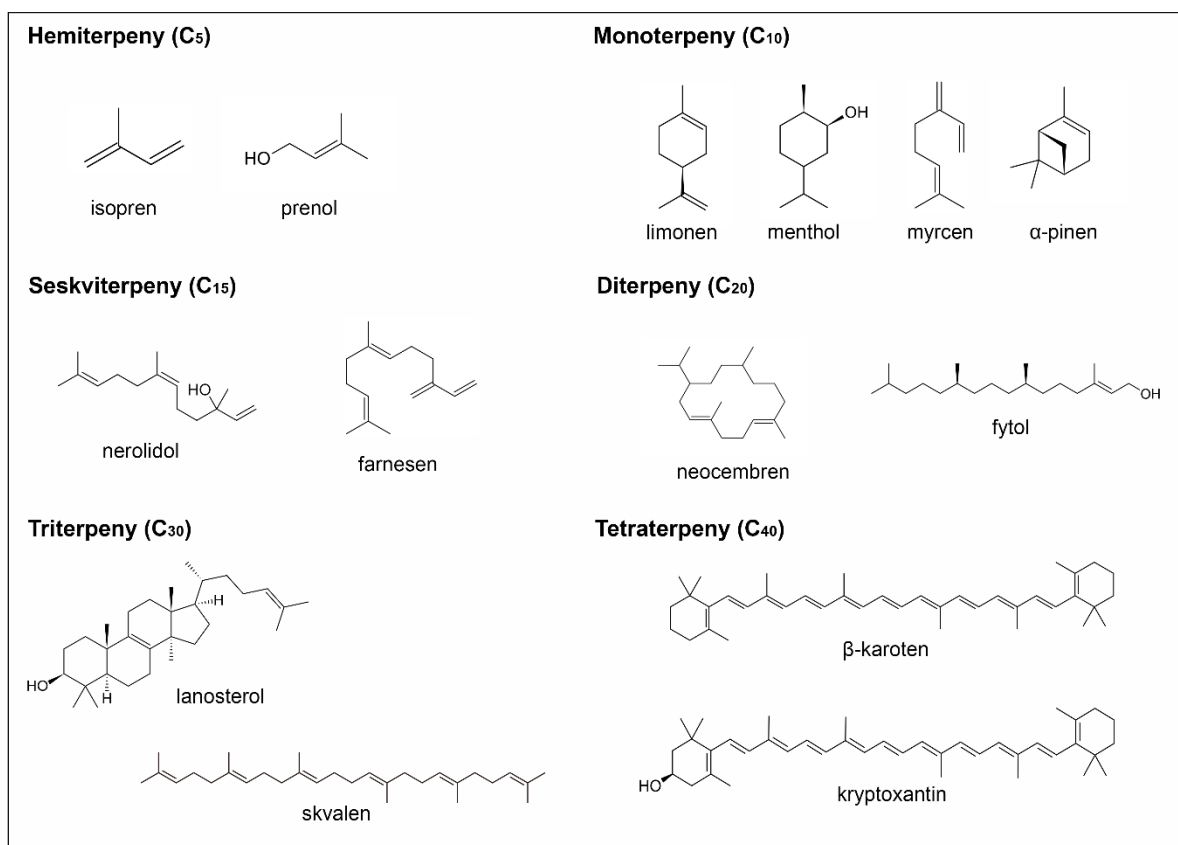 Hemiterpeny (C5)
Monoterpeny (C10)
OH
HO
isopren
prenol
limonen
menthol
myrcen
α-pinen
Seskviterpeny (C15)
Diterpeny (C20)
HO
OH
nerolidol
farnesen
neocembren
fytol
Triterpeny (C30)
Tetraterpeny (C40)
H
HO
H
lanosterol
β-karoten
HO
skvalen
kryptoxantin